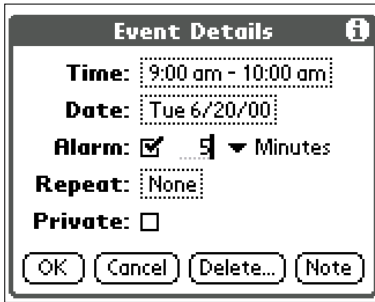 Event Details i
Time: 9:00 am - 10:00 am
Date: Tue 6/20/00
Alarm: 5 Minutes
Repeat: None
Private:
OK Cancel Delete... Note